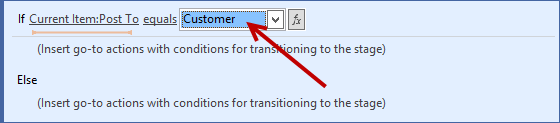 If Current Item:Post To equals Customer fx
(Insert go-to actions with conditions for transitioning to the stage)
Else
(Insert go-to actions with conditions for transitioning to the stage)